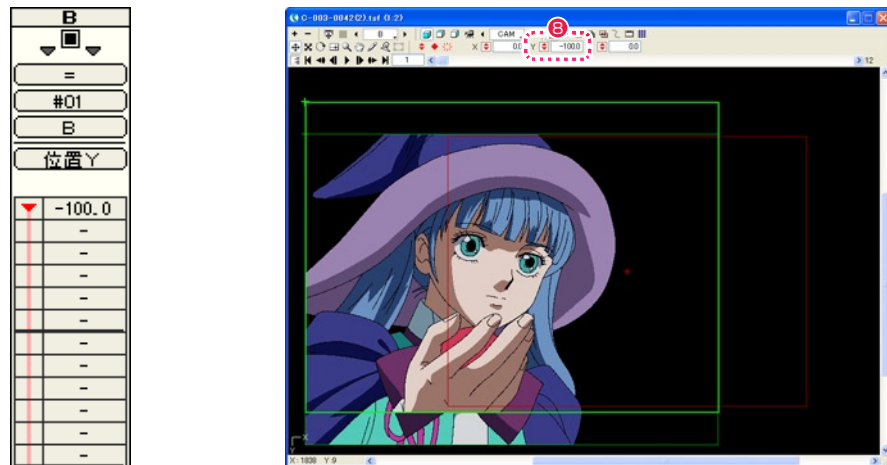 B
=
#01
B
位置Y
-100.0
-
-
-
-
-
-
-
-
-
-
-
C-003-0042(2).tsf (1:2)
+ - B CAM
8
X 0.0 Y -100.0 0.0
1 12
X
Y
X: 1838 Y:9